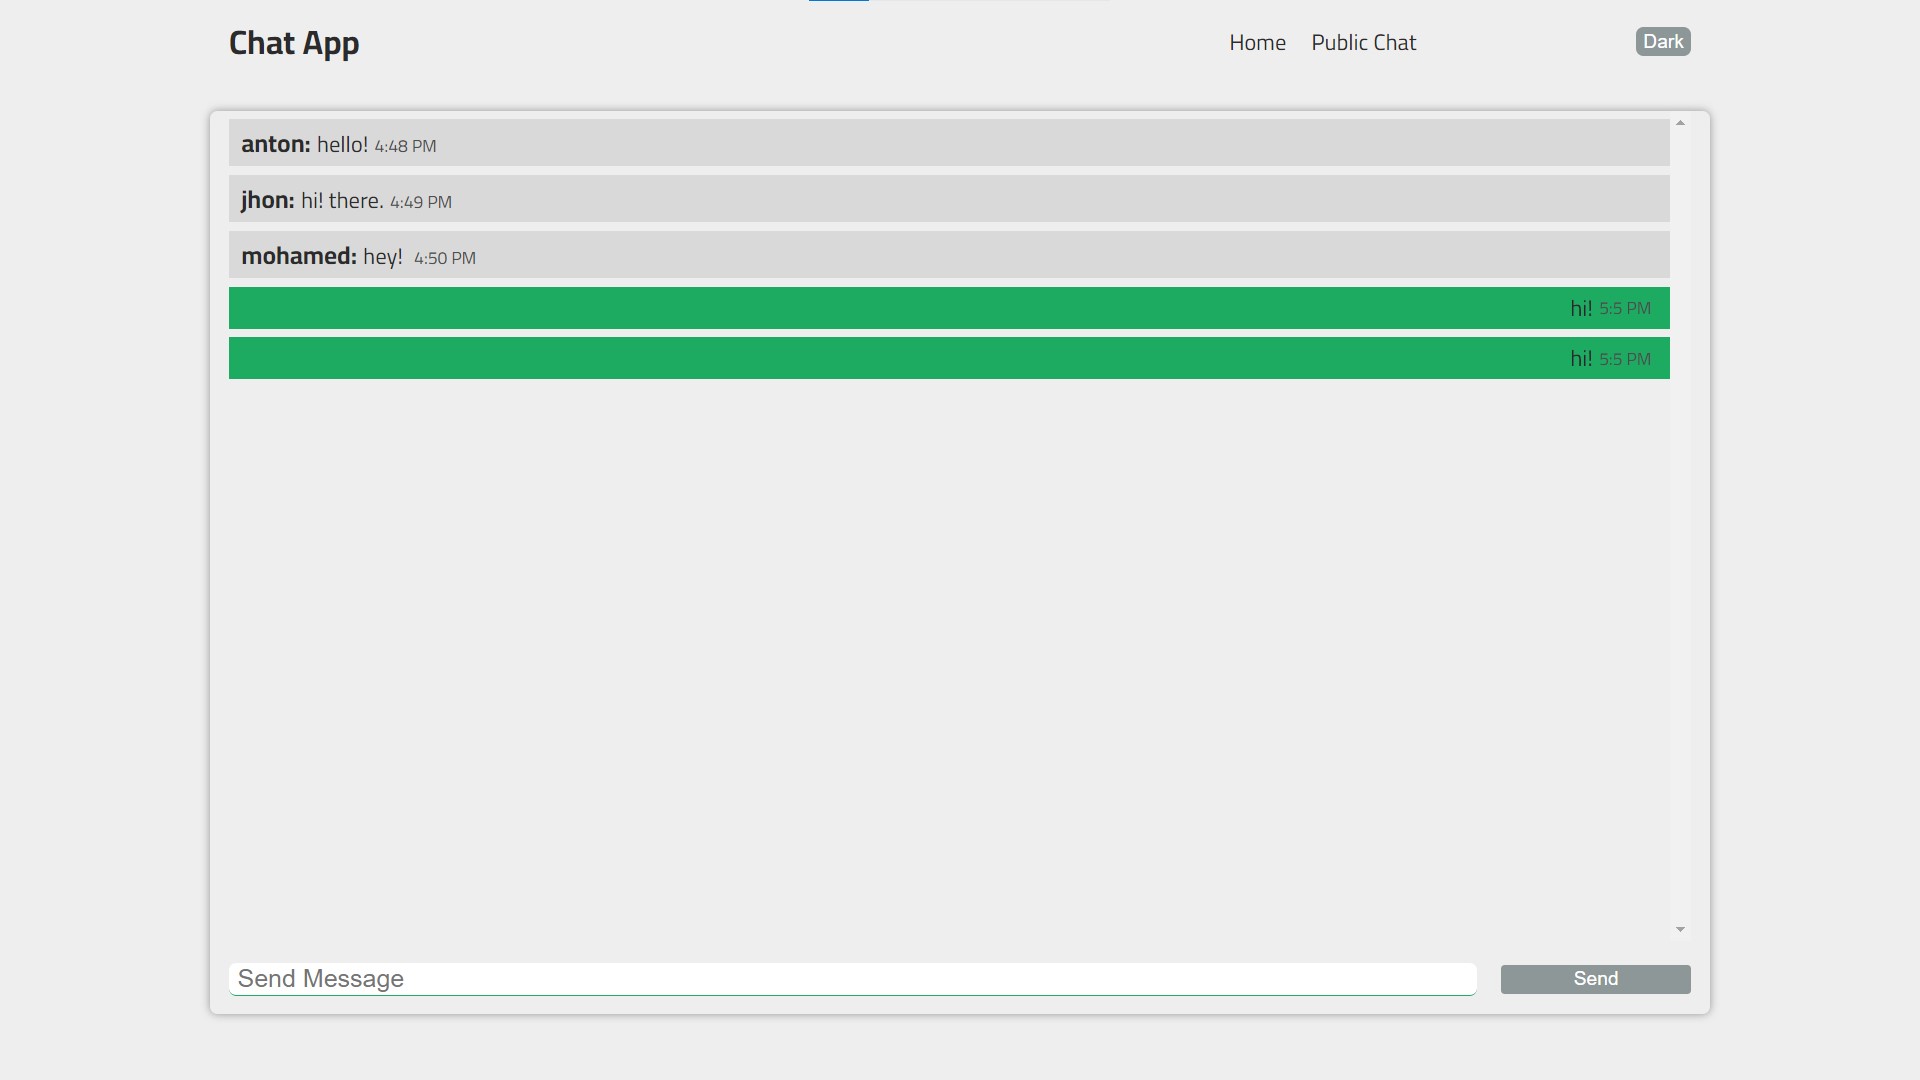 Chat App
Home Public Chat Dark
anton: hello! 4:48 PM
jhon: hi! there. 4:49 PM
mohamed: hey! 4:50 PM
hi! 5:5 PM
hi! 5:5 PM
Send Message Send